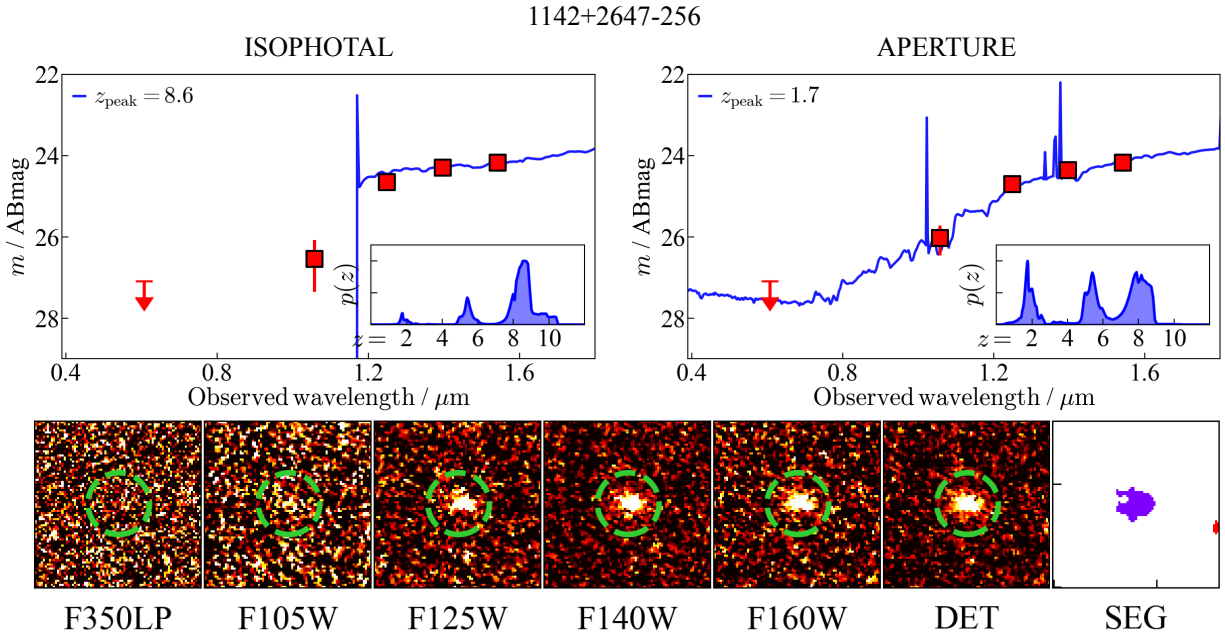 1142+2647-256
ISOPHOTAL
APERTURE
22
24
26
28
m / ABmag
z_peak = 8.6
p(z)
z = 2 4 6 8 10
0.4 0.8 1.2 1.6
Observed wavelength / μm
22
24
26
28
m / ABmag
z_peak = 1.7
p(z)
z = 2 4 6 8 10
0.4 0.8 1.2 1.6
Observed wavelength / μm
F350LP F105W F125W F140W F160W DET SEG